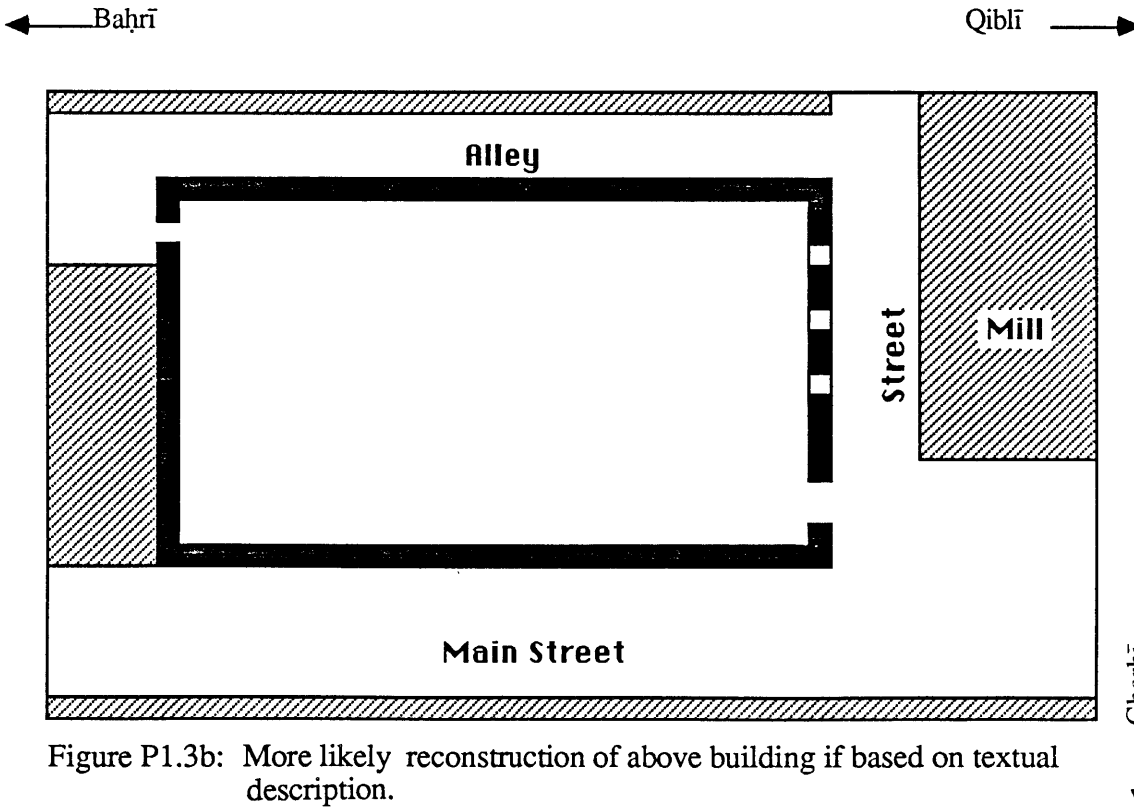 Baḥrī
Qiblī
Alley
Street
Mill
Main Street
Figure P1.3b: More likely reconstruction of above building if based on textual
description.